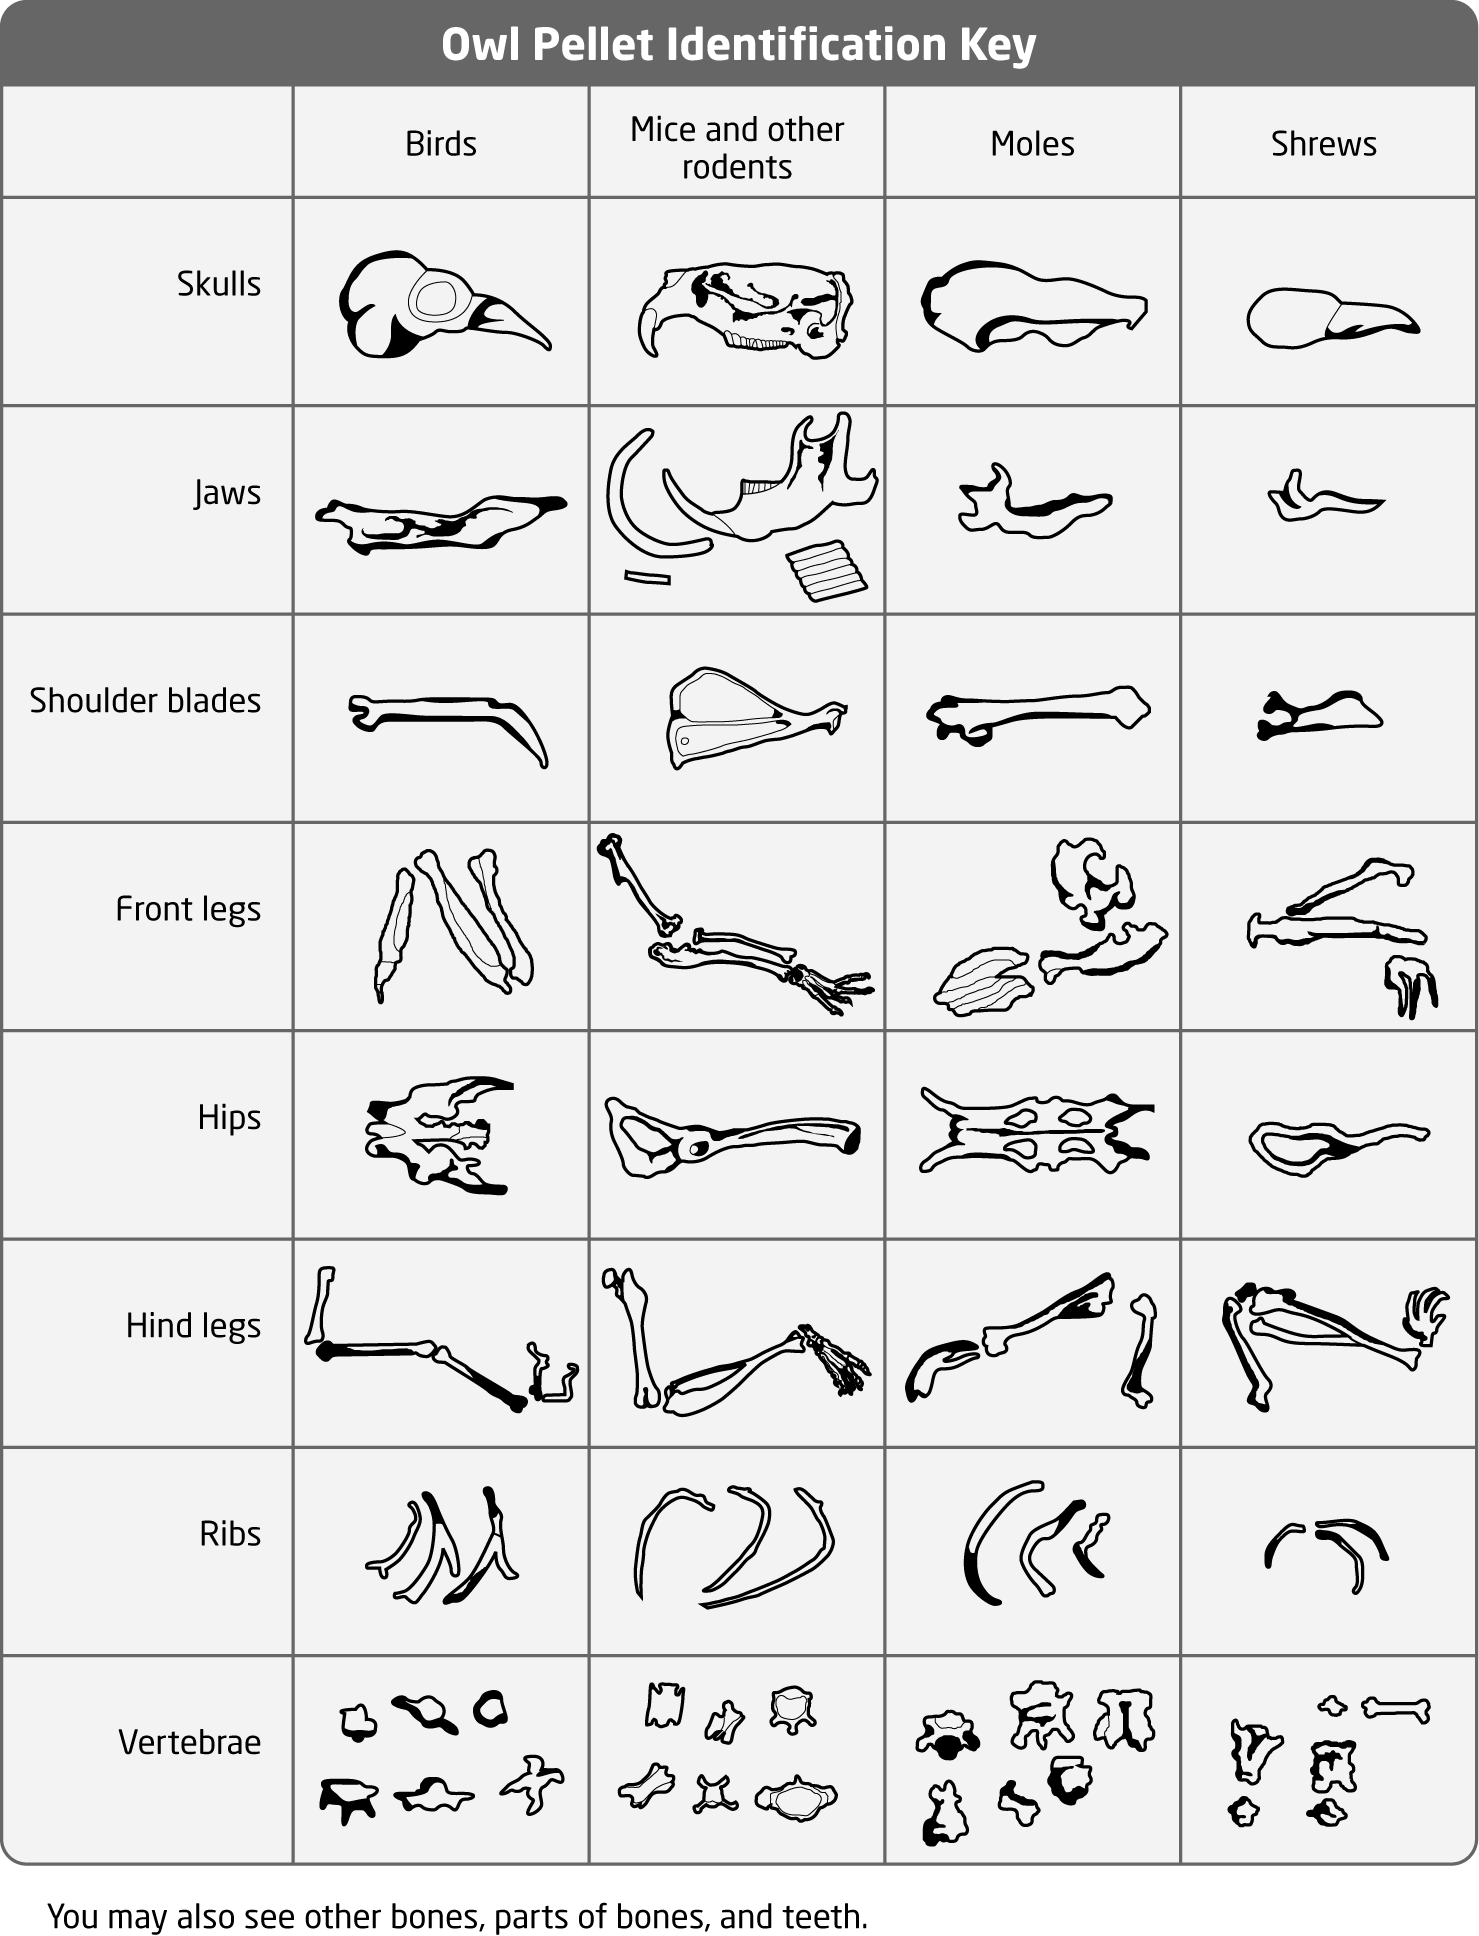 Owl Pellet Identification Key
Birds
Mice and other
rodents
Moles
Shrews
Skulls
Jaws
Shoulder blades
Front legs
Hips
Hind legs
Ribs
Vertebrae
You may also see other bones, parts of bones, and teeth.